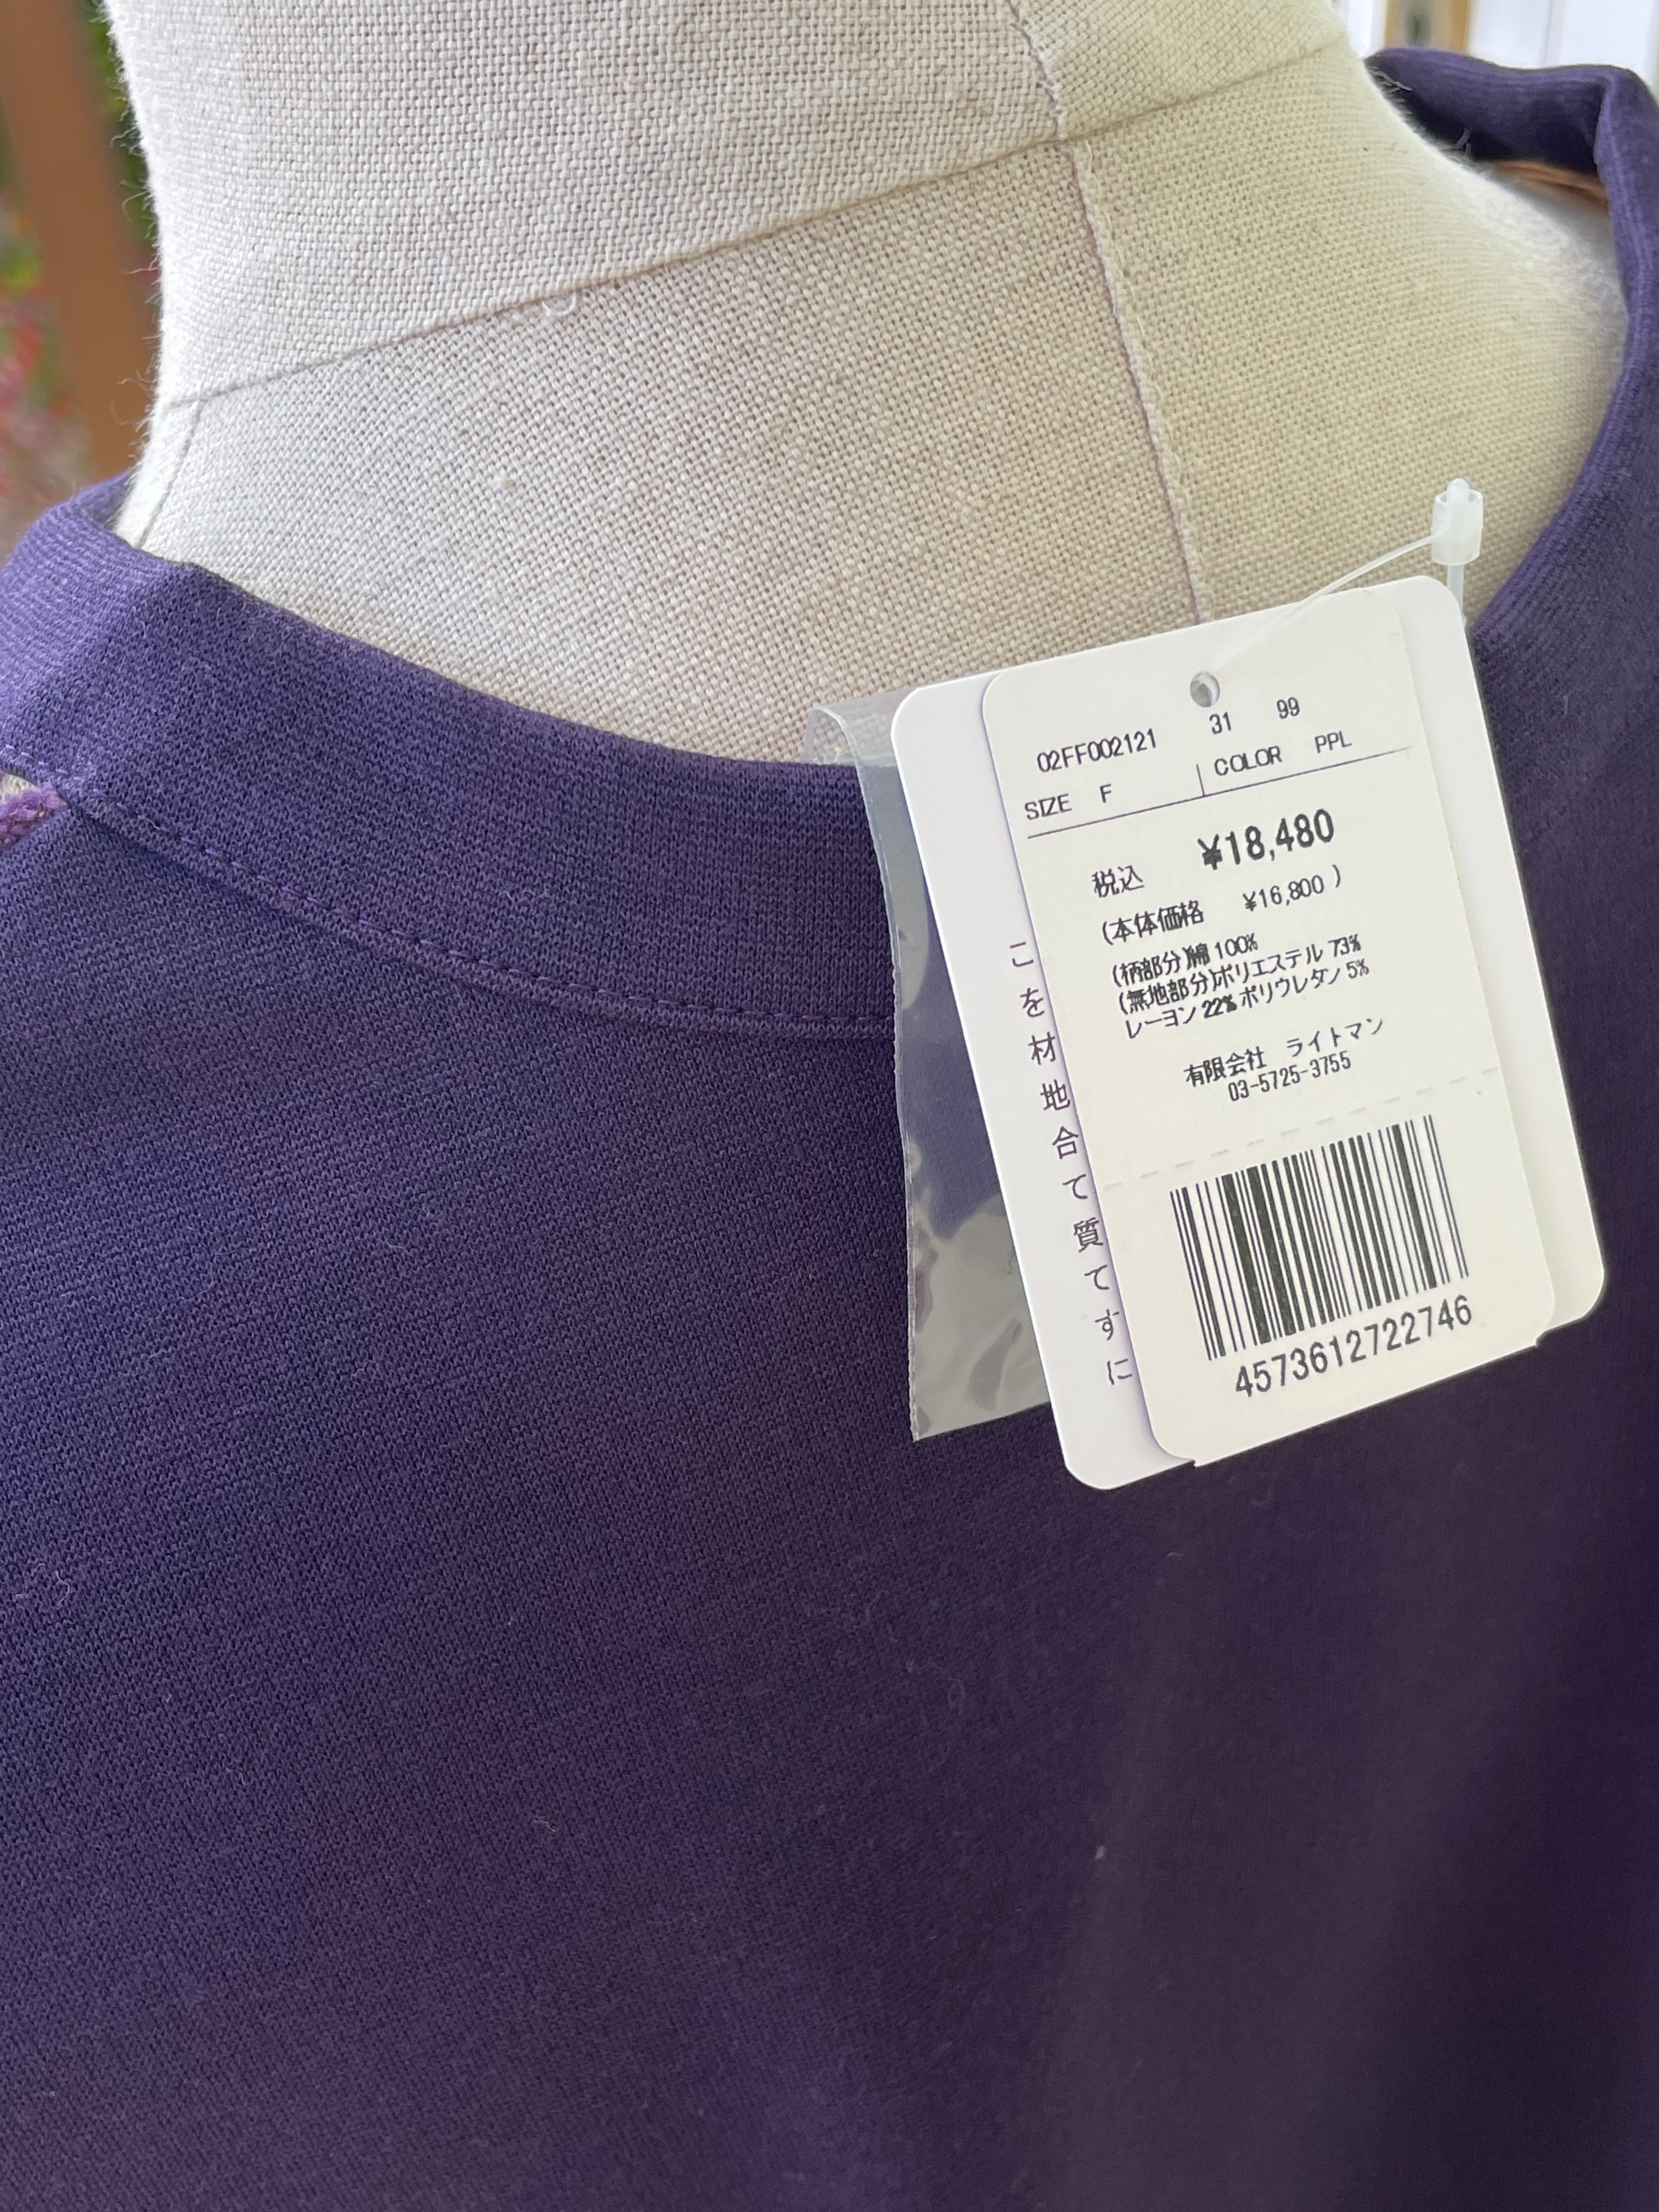 02FF002121 31 99
SIZE F COLOR PPL
税込 ¥18,480
(本体価格 ¥16,800 )
(柄部分)綿 100%
(無地部分)ポリエステル 73%
レーヨン 22% ポリウレタン 5%
有限会社 ライトマン
03-5725-3755
4573612722746
こ
を
材
地
合
て
質
て
す
に